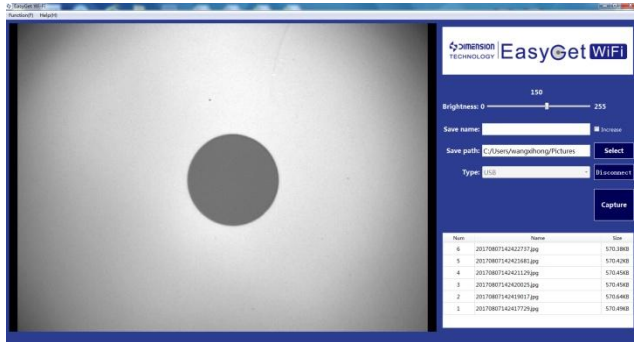 EasyGet Wi-Fi
Function(F) Help(H)
DIMENSION
TECHNOLOGY
EasyGet WiFi
150
Brightness: 0 255
Save name: Increase
Save path: C:/Users/wangxihong/Pictures Select
Type: USB Disconnect
Capture
Num Name Size
6 20170807142422737.jpg 570.38KB
5 20170807142421681.jpg 570.42KB
4 20170807142421129.jpg 570.45KB
3 20170807142420025.jpg 570.45KB
2 20170807142419017.jpg 570.64KB
1 20170807142417729.jpg 570.49KB